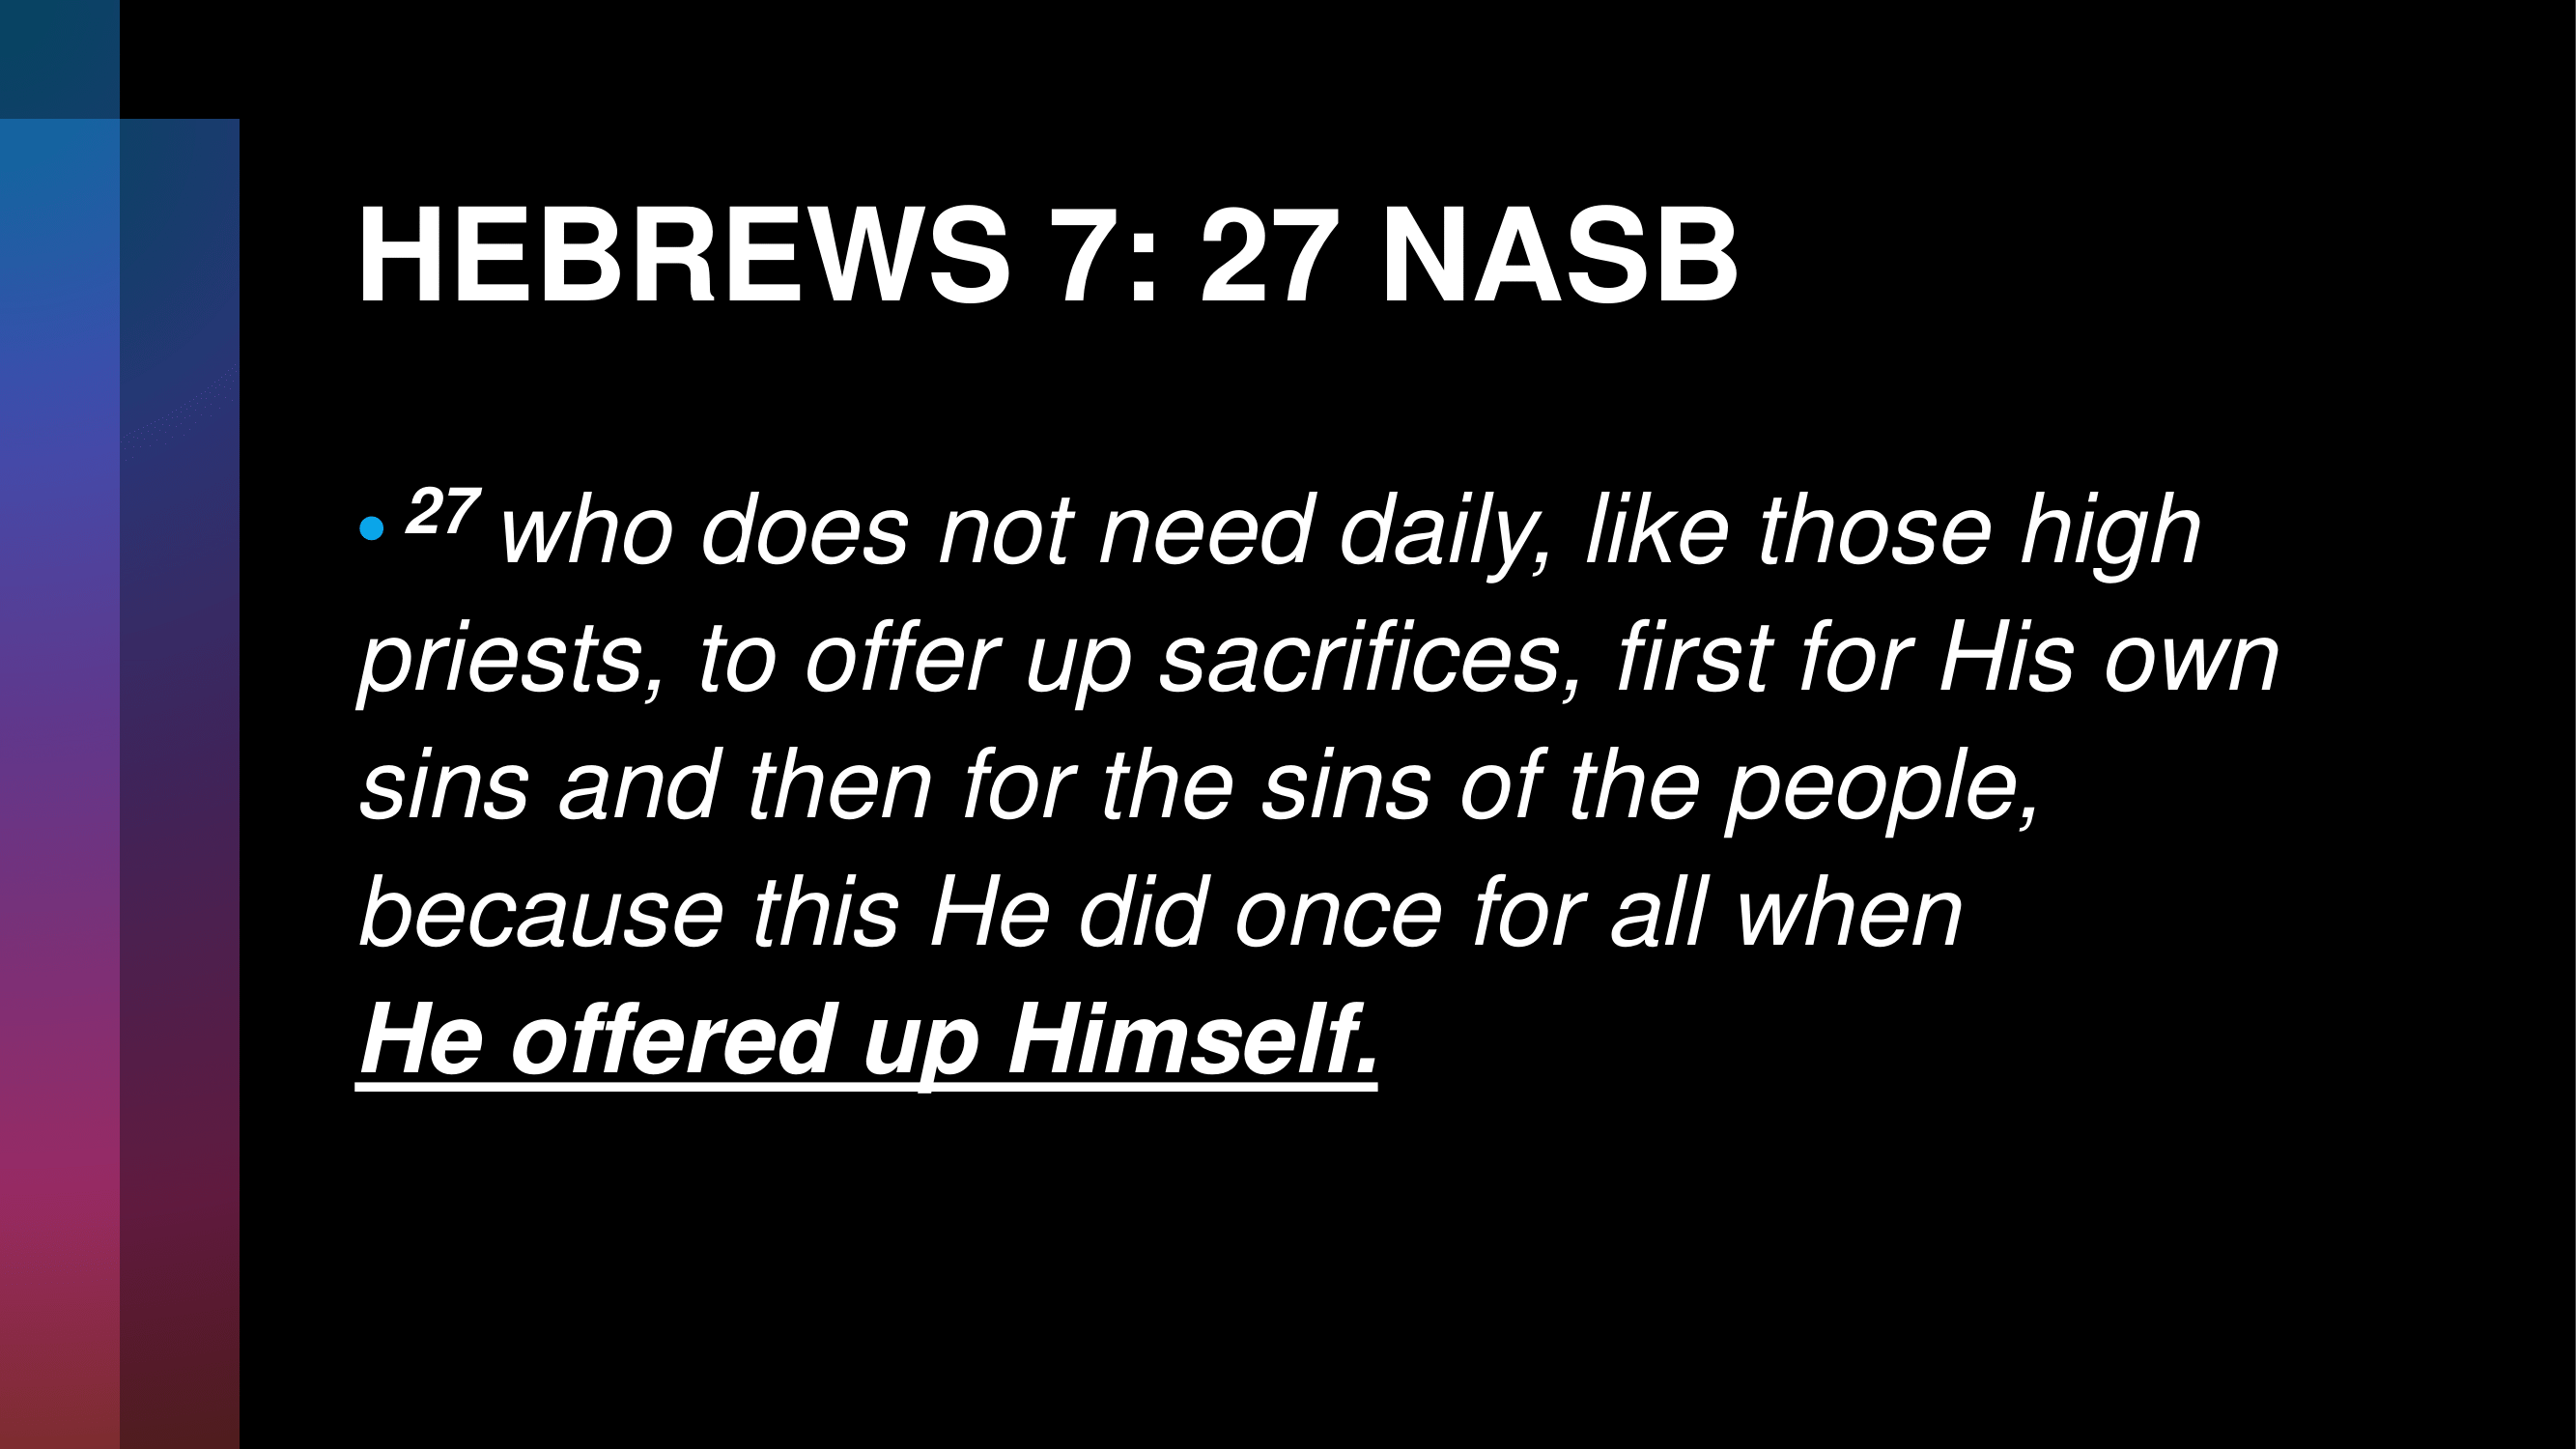 HEBREWS 7: 27 NASB
• 27 who does not need daily, like those high
priests, to offer up sacrifices, first for His own
sins and then for the sins of the people,
because this He did once for all when
He offered up Himself.